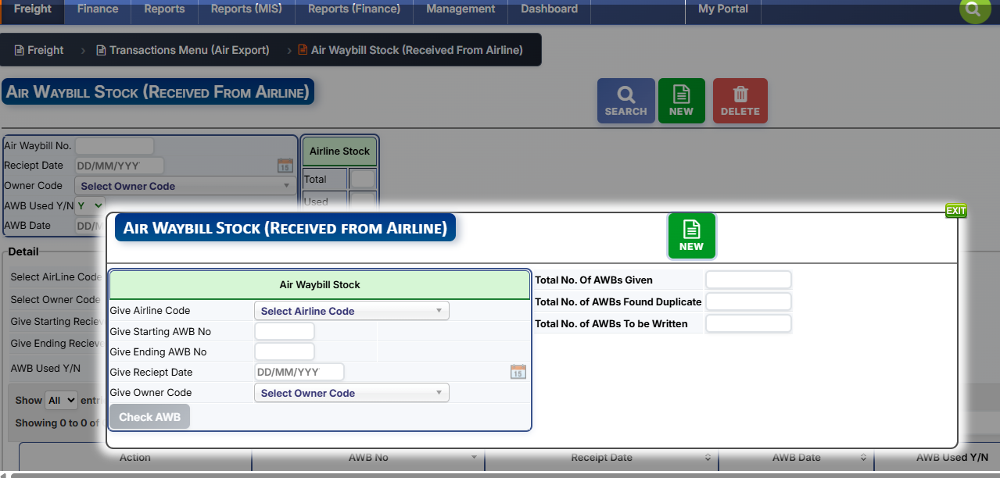 Freight Finance Reports Reports (MIS) Reports (Finance) Management Dashboard My Portal
Freight › Transactions Menu (Air Export) › Air Waybill Stock (Received From Airline)
Air Waybill Stock (Received From Airline)
SEARCH NEW DELETE
Air Waybill No.
Reciept Date DD/MM/YYY 15
Owner Code Select Owner Code
AWB Used Y/N Y
AWB Date DD/M
Airline Stock
Total
Used
EXIT
Air Waybill Stock (Received from Airline)
NEW
Air Waybill Stock
Give Airline Code Select Airline Code
Give Starting AWB No
Give Ending AWB No
Give Reciept Date DD/MM/YYY 15
Give Owner Code Select Owner Code
Check AWB
Total No. Of AWBs Given
Total No. of AWBs Found Duplicate
Total No. of AWBs To be Written
Detail
Select AirLine Code
Select Owner Code
Give Starting Reciev
Give Ending Recieve
AWB Used Y/N
Show All entri
Showing 0 to 0 of
Action AWB No Receipt Date AWB Date AWB Used Y/N